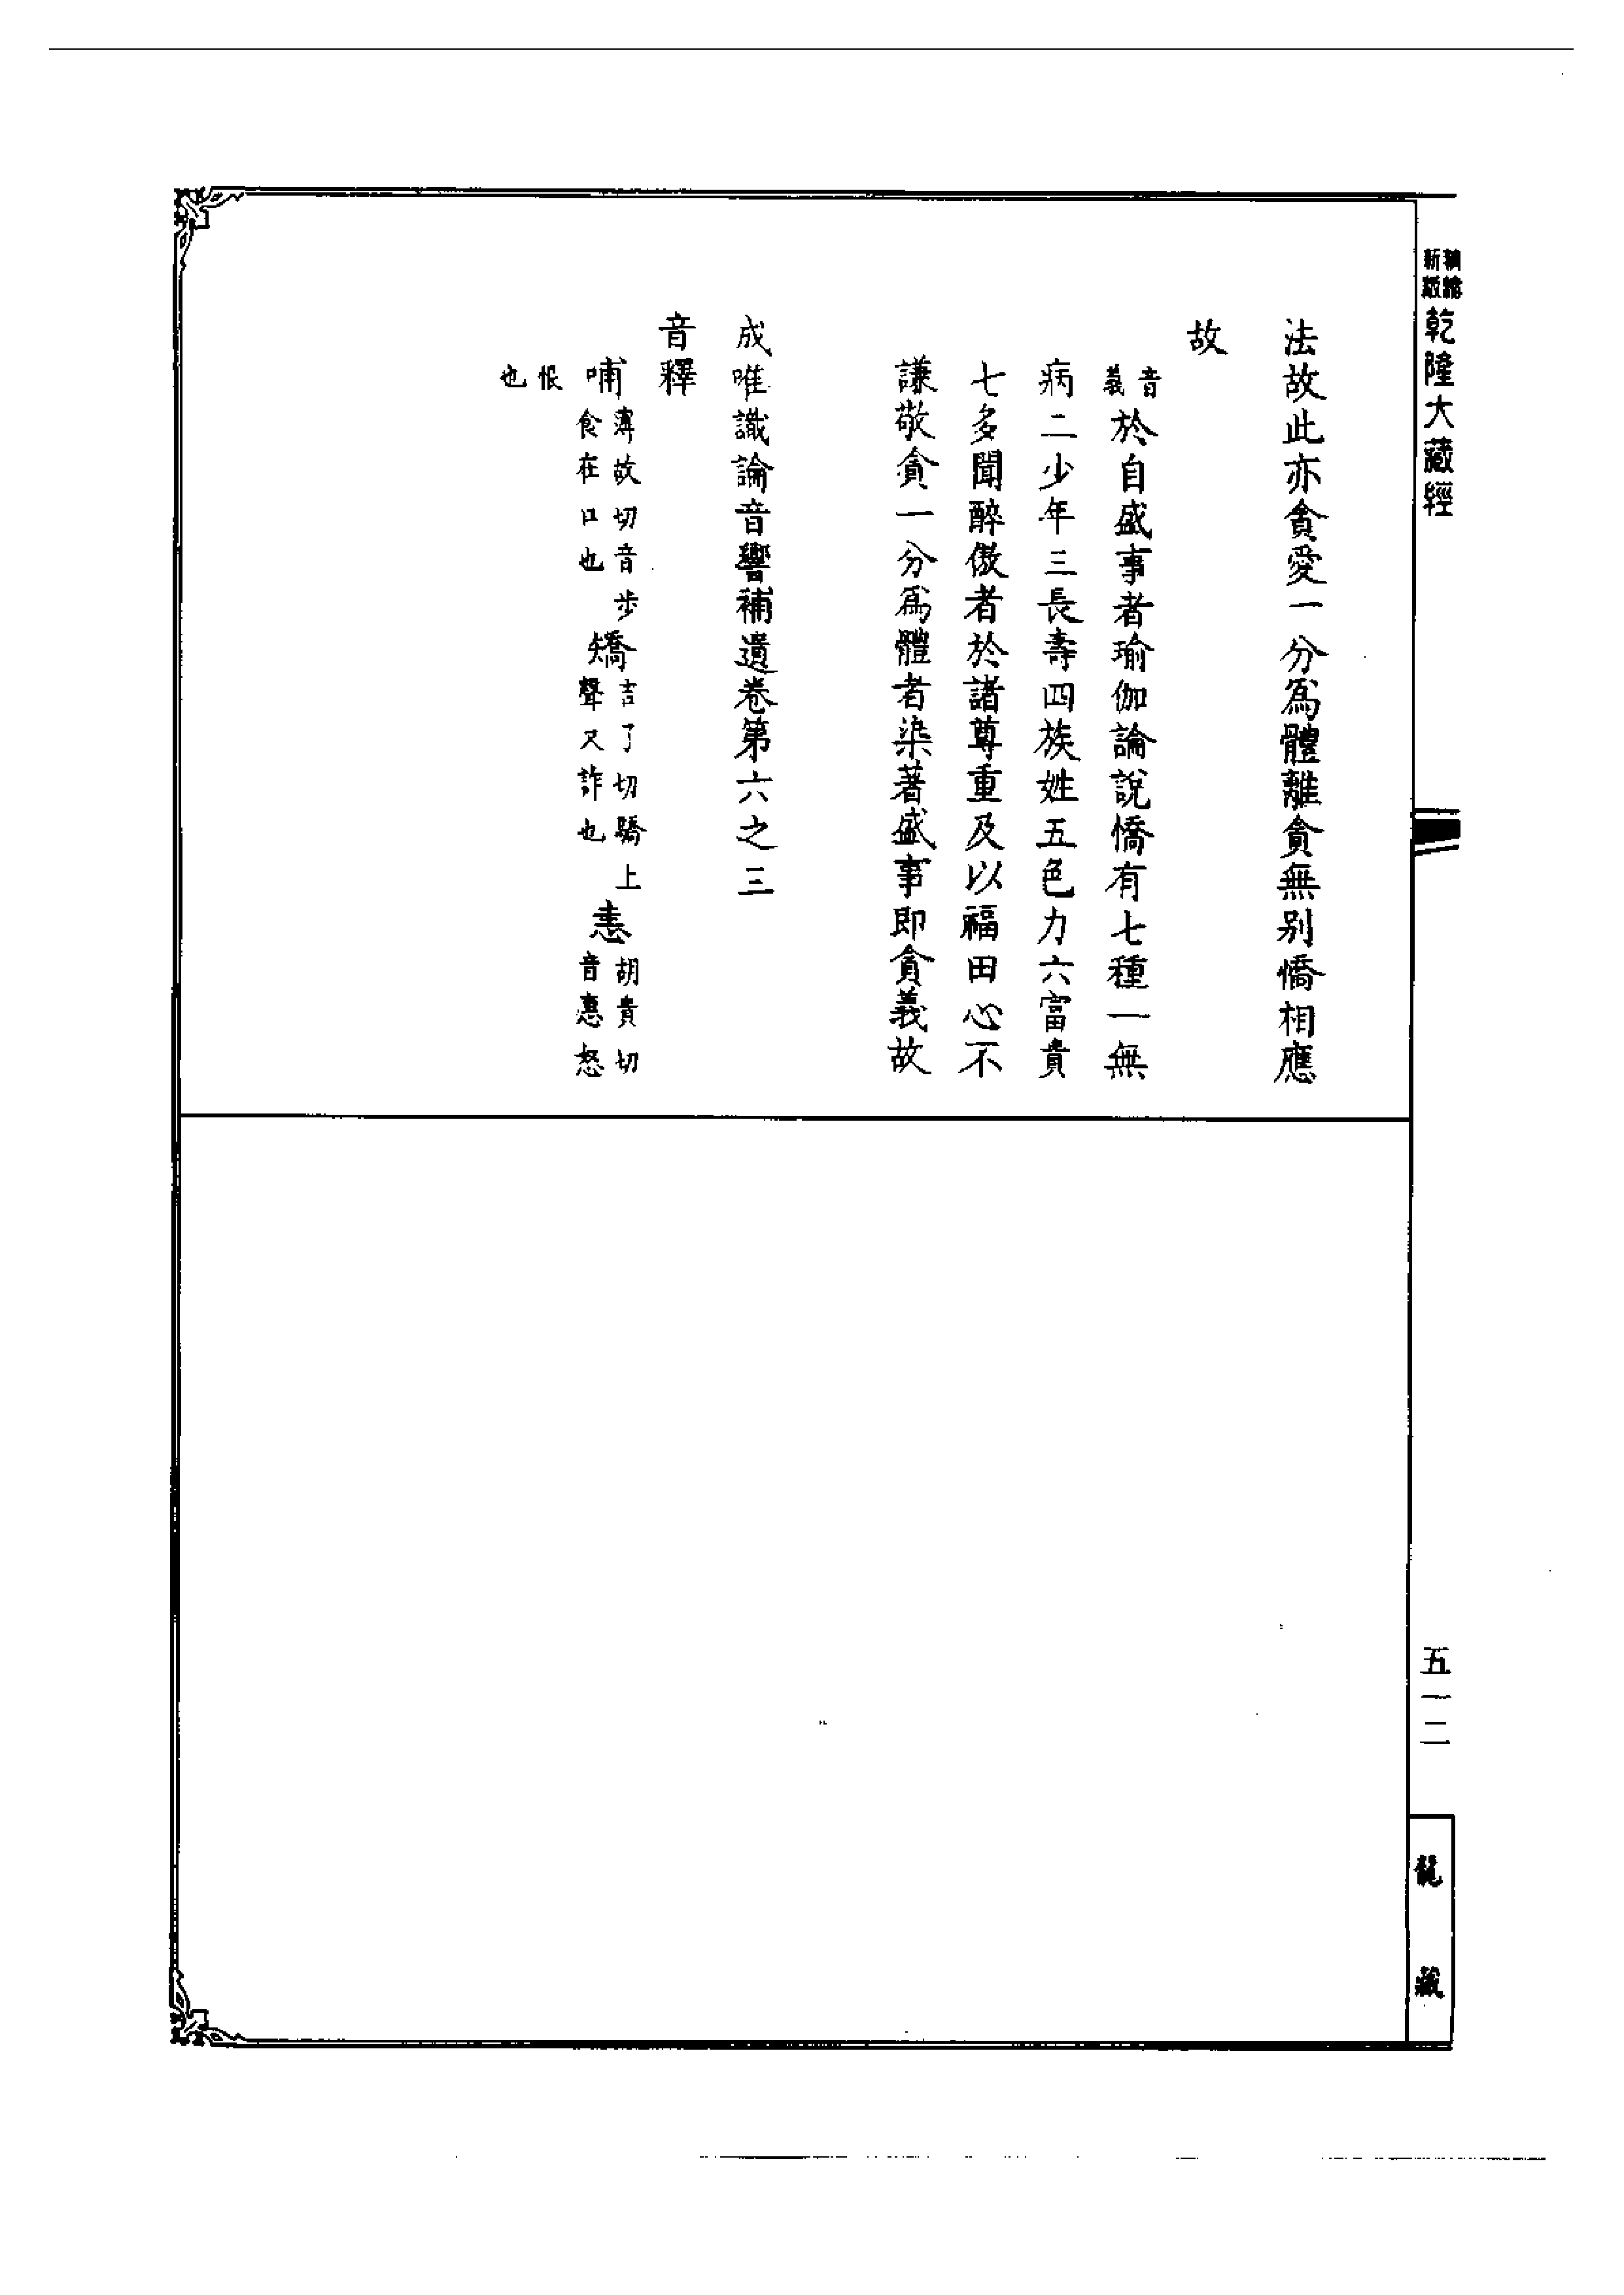 新版
精縮
乾隆大藏經
法故此亦貪愛一分為體離貪無別憍相應
故
音義於自盛事者瑜伽論說憍有七種一無
病二少年三長壽四族姓五色力六富貴
七多聞醉傲者於諸尊重及以福田心不
謙敬貪一分為體者染著盛事即貪義故
成唯識論音響補遺卷第六之三
音釋
哺薄故切音步食在口也矯吉了切驕上聲又詐也恚胡貴切音恵怒
恨也
五一二
龍藏